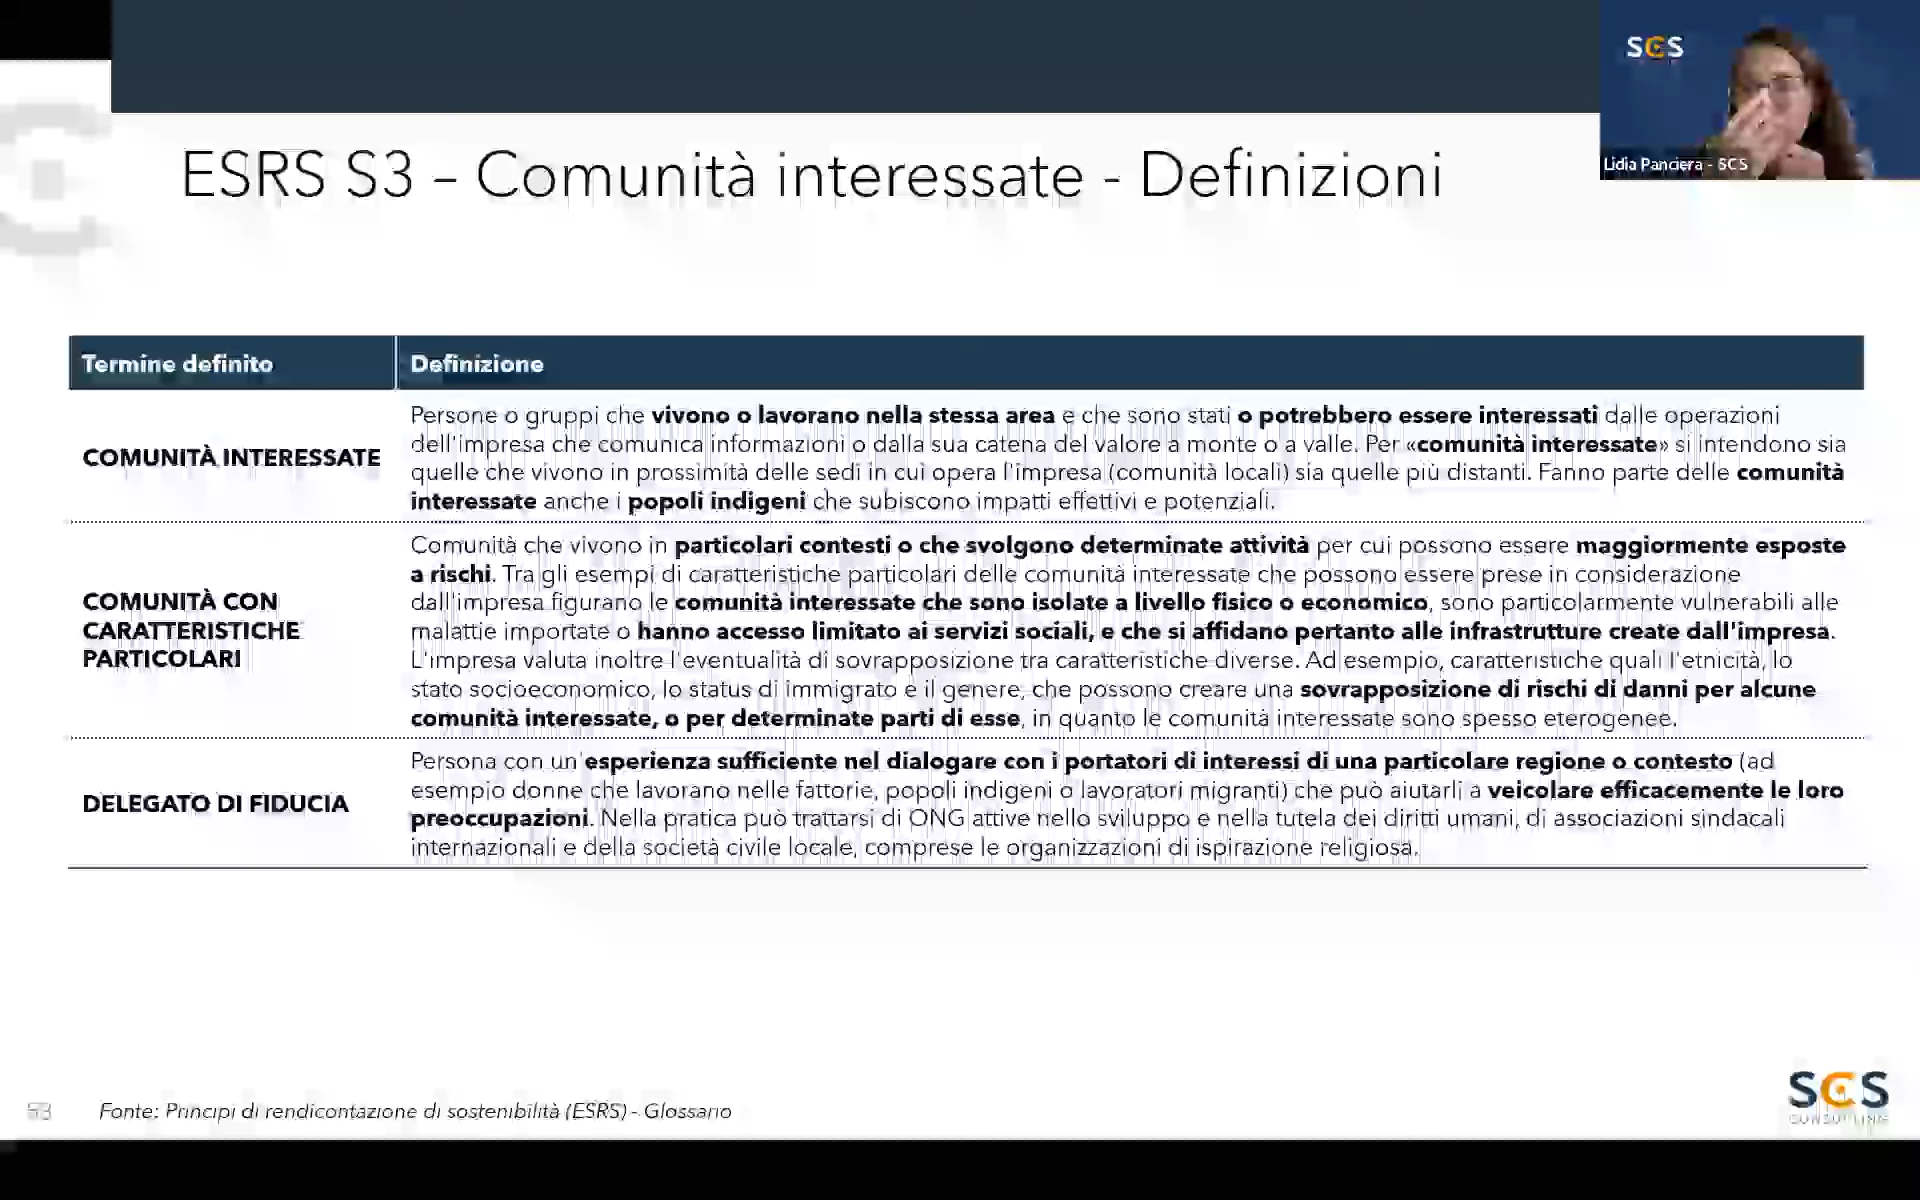 SCS
Lidia Panciera - SCS
ESRS S3 – Comunità interessate - Definizioni
Termine definito
Definizione
COMUNITÀ INTERESSATE
Persone o gruppi che vivono o lavorano nella stessa area e che sono stati o potrebbero essere interessati dalle operazioni
dell'impresa che comunica informazioni o dalla sua catena del valore a monte o a valle. Per «comunità interessate» si intendono sia
quelle che vivono in prossimità delle sedi in cui opera l'impresa (comunità locali) sia quelle più distanti. Fanno parte delle comunità
interessate anche i popoli indigeni che subiscono impatti effettivi e potenziali.
COMUNITÀ CON
CARATTERISTICHE
PARTICOLARI
Comunità che vivono in particolari contesti o che svolgono determinate attività per cui possono essere maggiormente esposte
a rischi. Tra gli esempi di caratteristiche particolari delle comunità interessate che possono essere prese in considerazione
dall'impresa figurano le comunità interessate che sono isolate a livello fisico o economico, sono particolarmente vulnerabili alle
malattie importate o hanno accesso limitato ai servizi sociali, e che si affidano pertanto alle infrastrutture create dall'impresa.
L'impresa valuta inoltre l'eventualità di sovrapposizione tra caratteristiche diverse. Ad esempio, caratteristiche quali l'etnicità, lo
stato socioeconomico, lo status di immigrato e il genere, che possono creare una sovrapposizione di rischi di danni per alcune
comunità interessate, o per determinate parti di esse, in quanto le comunità interessate sono spesso eterogenee.
DELEGATO DI FIDUCIA
Persona con un'esperienza sufficiente nel dialogare con i portatori di interessi di una particolare regione o contesto (ad
esempio donne che lavorano nelle fattorie, popoli indigeni o lavoratori migranti) che può aiutarli a veicolare efficacemente le loro
preoccupazioni. Nella pratica può trattarsi di ONG attive nello sviluppo e nella tutela dei diritti umani, di associazioni sindacali
internazionali e della società civile locale, comprese le organizzazioni di ispirazione religiosa.
53
Fonte: Principi di rendicontazione di sostenibilità (ESRS) - Glossario
SCS
CONSULTING